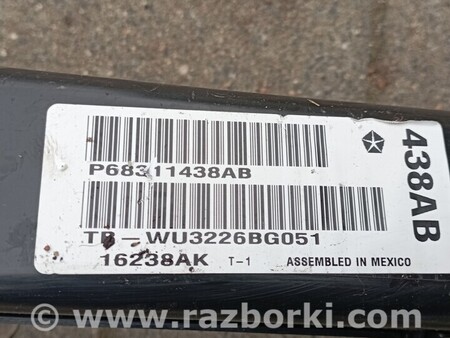 P68311438AB
TB-WU3226BG051
16238AK T-1 ASSEMBLED IN MEXICO
438AB
www.razborki.com